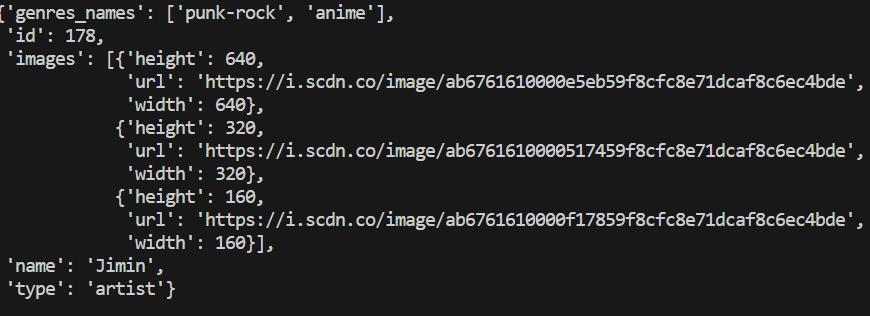 {'genres_names': ['punk-rock', 'anime'],
 'id': 178,
 'images': [{'height': 640,
             'url': 'https://i.scdn.co/image/ab6761610000e5eb59f8cfc8e71dcaf8c6ec4bde',
             'width': 640},
            {'height': 320,
             'url': 'https://i.scdn.co/image/ab6761610000517459f8cfc8e71dcaf8c6ec4bde',
             'width': 320},
            {'height': 160,
             'url': 'https://i.scdn.co/image/ab6761610000f17859f8cfc8e71dcaf8c6ec4bde',
             'width': 160}],
 'name': 'Jimin',
 'type': 'artist'}